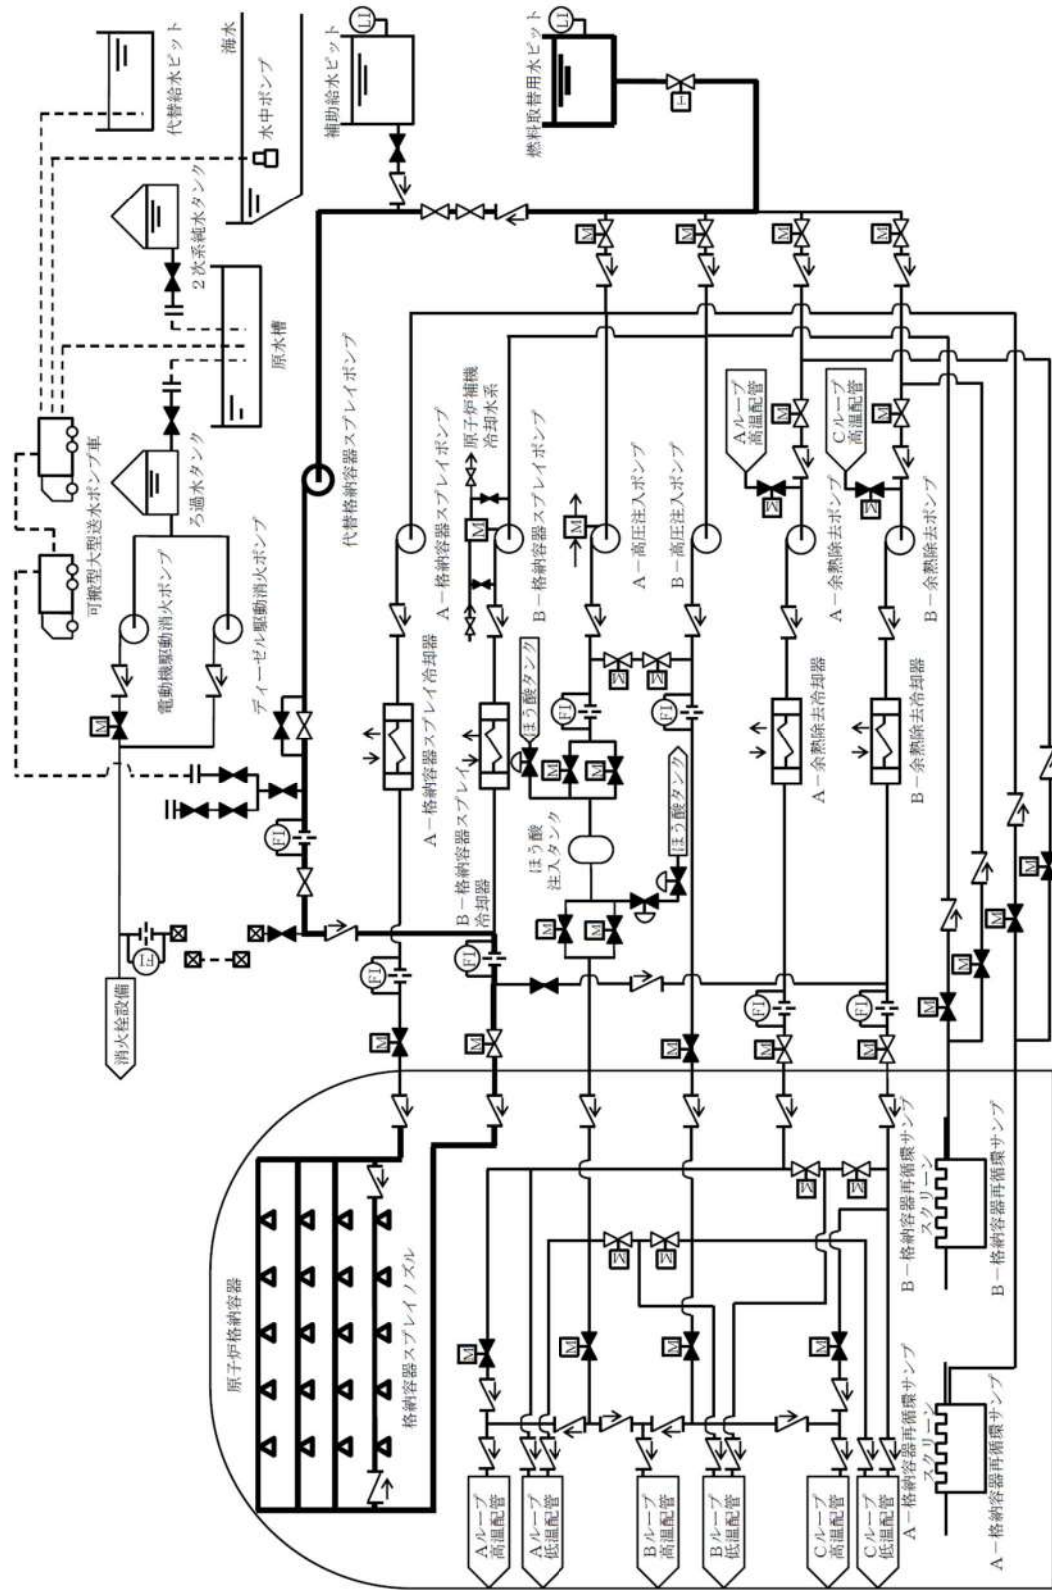 代替給水ピット
海水
水中ポンプ
2次系純水タンク
原水槽
可搬型大型送水ポンプ車
ろ過水タンク
電動機駆動消火ポンプ
ディーゼル駆動消火ポンプ
消火栓設備
FI
M
LI
補助給水ピット
LI
燃料取替用水ピット
M
代替格納容器スプレイポンプ
FI
A－格納容器スプレイポンプ
原子炉補機
冷却水系
M
B－格納容器スプレイポンプ
M
A－高圧注入ポンプ
B－高圧注入ポンプ
M
M
M
M
Aループ
高温配管
M
M
Cループ
高温配管
M
M
A－余熱除去ポンプ
B－余熱除去ポンプ
A－格納容器スプレイ冷却器
B－格納容器スプレイ
冷却器
ほう酸タンク
FI
FI
M
M
M
M
ほう酸
注入タンク
ほう酸タンク
M
M
A－余熱除去冷却器
B－余熱除去冷却器
FI
FI
FI
FI
M
M
M
M
M
M
M
M
M
原子炉格納容器
格納容器スプレイノズル
M
M
M
M
M
M
M
M
Aループ
高温配管
Aループ
低温配管
Bループ
高温配管
Bループ
低温配管
Cループ
高温配管
Cループ
低温配管
B－格納容器再循環サンプ
スクリーン
B－格納容器再循環サンプ
A－格納容器再循環サンプ
スクリーン
A－格納容器再循環サンプ